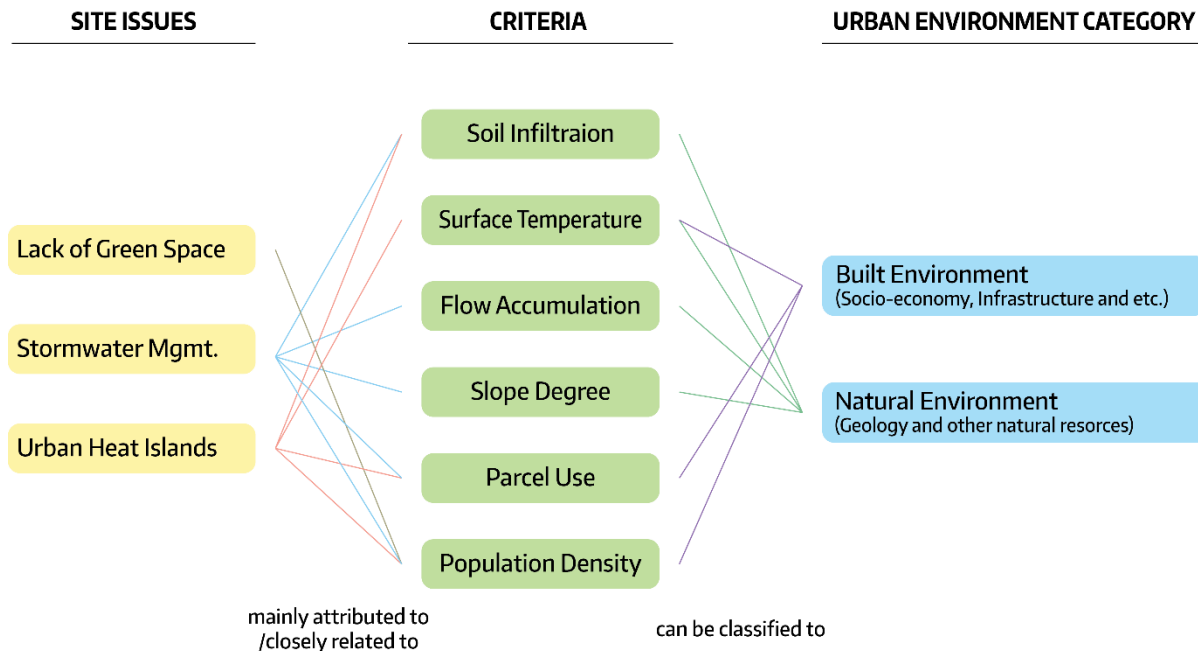 SITE ISSUES
CRITERIA
URBAN ENVIRONMENT CATEGORY
Lack of Green Space
Stormwater Mgmt.
Urban Heat Islands
Soil Infiltraion
Surface Temperature
Flow Accumulation
Slope Degree
Parcel Use
Population Density
Built Environment
(Socio-economy, Infrastructure and etc.)
Natural Environment
(Geology and other natural resorces)
mainly attributed to
/closely related to
can be classified to